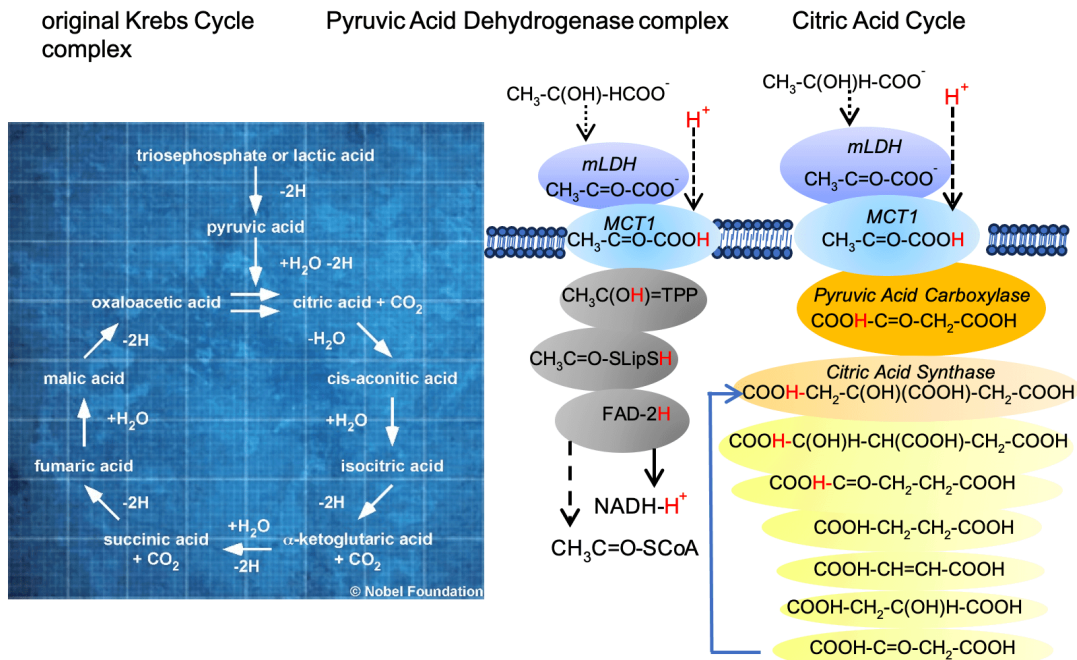 original Krebs Cycle
complex
Pyruvic Acid Dehydrogenase complex
Citric Acid Cycle
triosephosphate or lactic acid
-2H
pyruvic acid
+H₂O -2H
oxaloacetic acid
citric acid + CO₂
-2H
-H₂O
malic acid
cis-aconitic acid
+H₂O
+H₂O
fumaric acid
isocitric acid
-2H
-2H
+H₂O
succinic acid
+ CO₂
-2H
α-ketoglutaric acid
+ CO₂
© Nobel Foundation
CH₃-C(OH)-HCOO⁻
H⁺
mLDH
CH₃-C=O-COO⁻
MCT1
CH₃-C=O-COOH
CH₃C(OH)=TPP
CH₃C=O-SLipSH
FAD-2H
NADH-H⁺
CH₃C=O-SCoA
CH₃-C(OH)H-COO⁻
H⁺
mLDH
CH₃-C=O-COO⁻
MCT1
CH₃-C=O-COOH
Pyruvic Acid Carboxylase
COOH-C=O-CH₂-COOH
Citric Acid Synthase
COOH-CH₂-C(OH)(COOH)-CH₂-COOH
COOH-C(OH)H-CH(COOH)-CH₂-COOH
COOH-C=O-CH₂-CH₂-COOH
COOH-CH₂-CH₂-COOH
COOH-CH=CH-COOH
COOH-CH₂-C(OH)H-COOH
COOH-C=O-CH₂-COOH